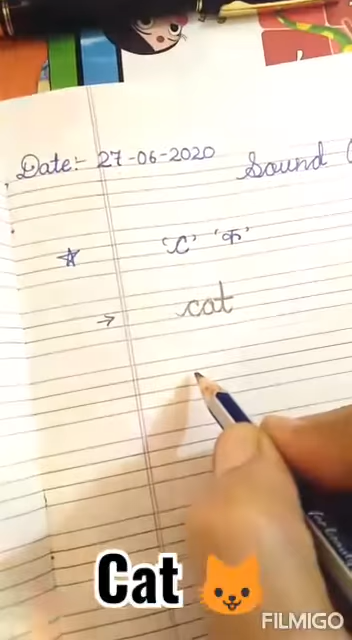 Date:- 27-06-2020 Sound (
☆ 'c' 'क'
→ cat
Cat 🐱
FILMIGO